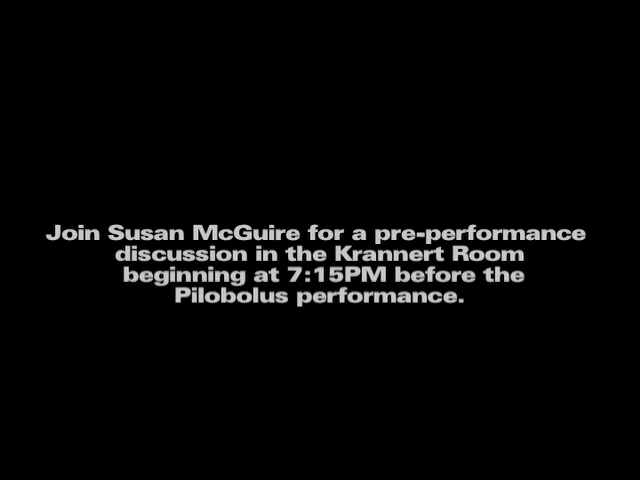 Join Susan McGuire for a pre-performance
discussion in the Krannert Room
beginning at 7:15PM before the
Pilobolus performance.